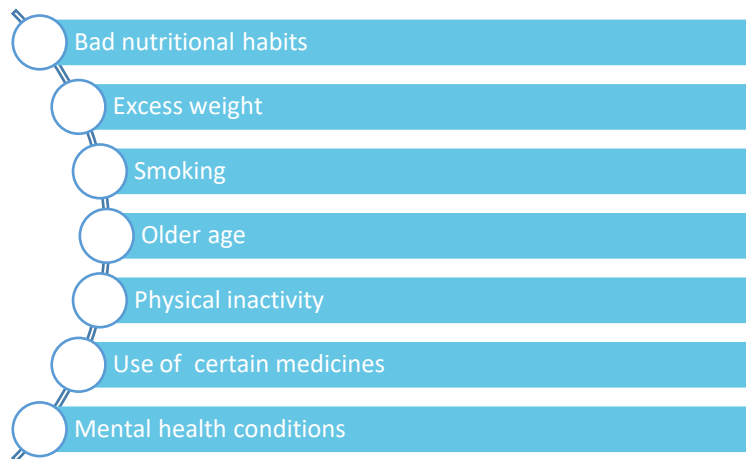 Bad nutritional habits
Excess weight
Smoking
Older age
Physical inactivity
Use of  certain medicines
Mental health conditions